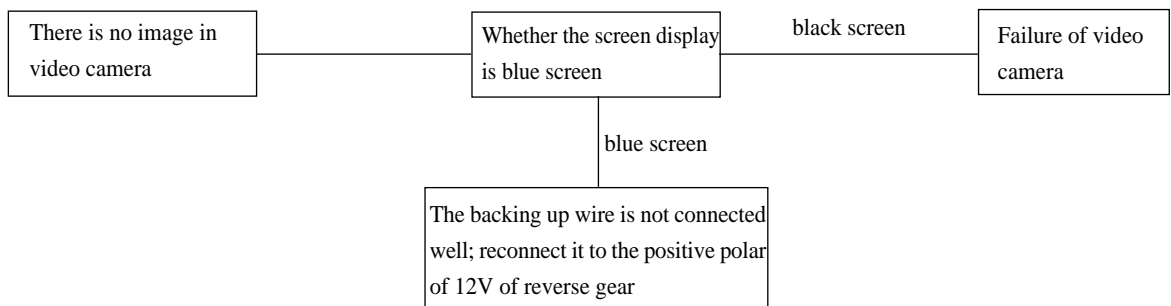 There is no image in
video camera
Whether the screen display
is blue screen
black screen
Failure of video
camera
blue screen
The backing up wire is not connected
well; reconnect it to the positive polar
of 12V of reverse gear